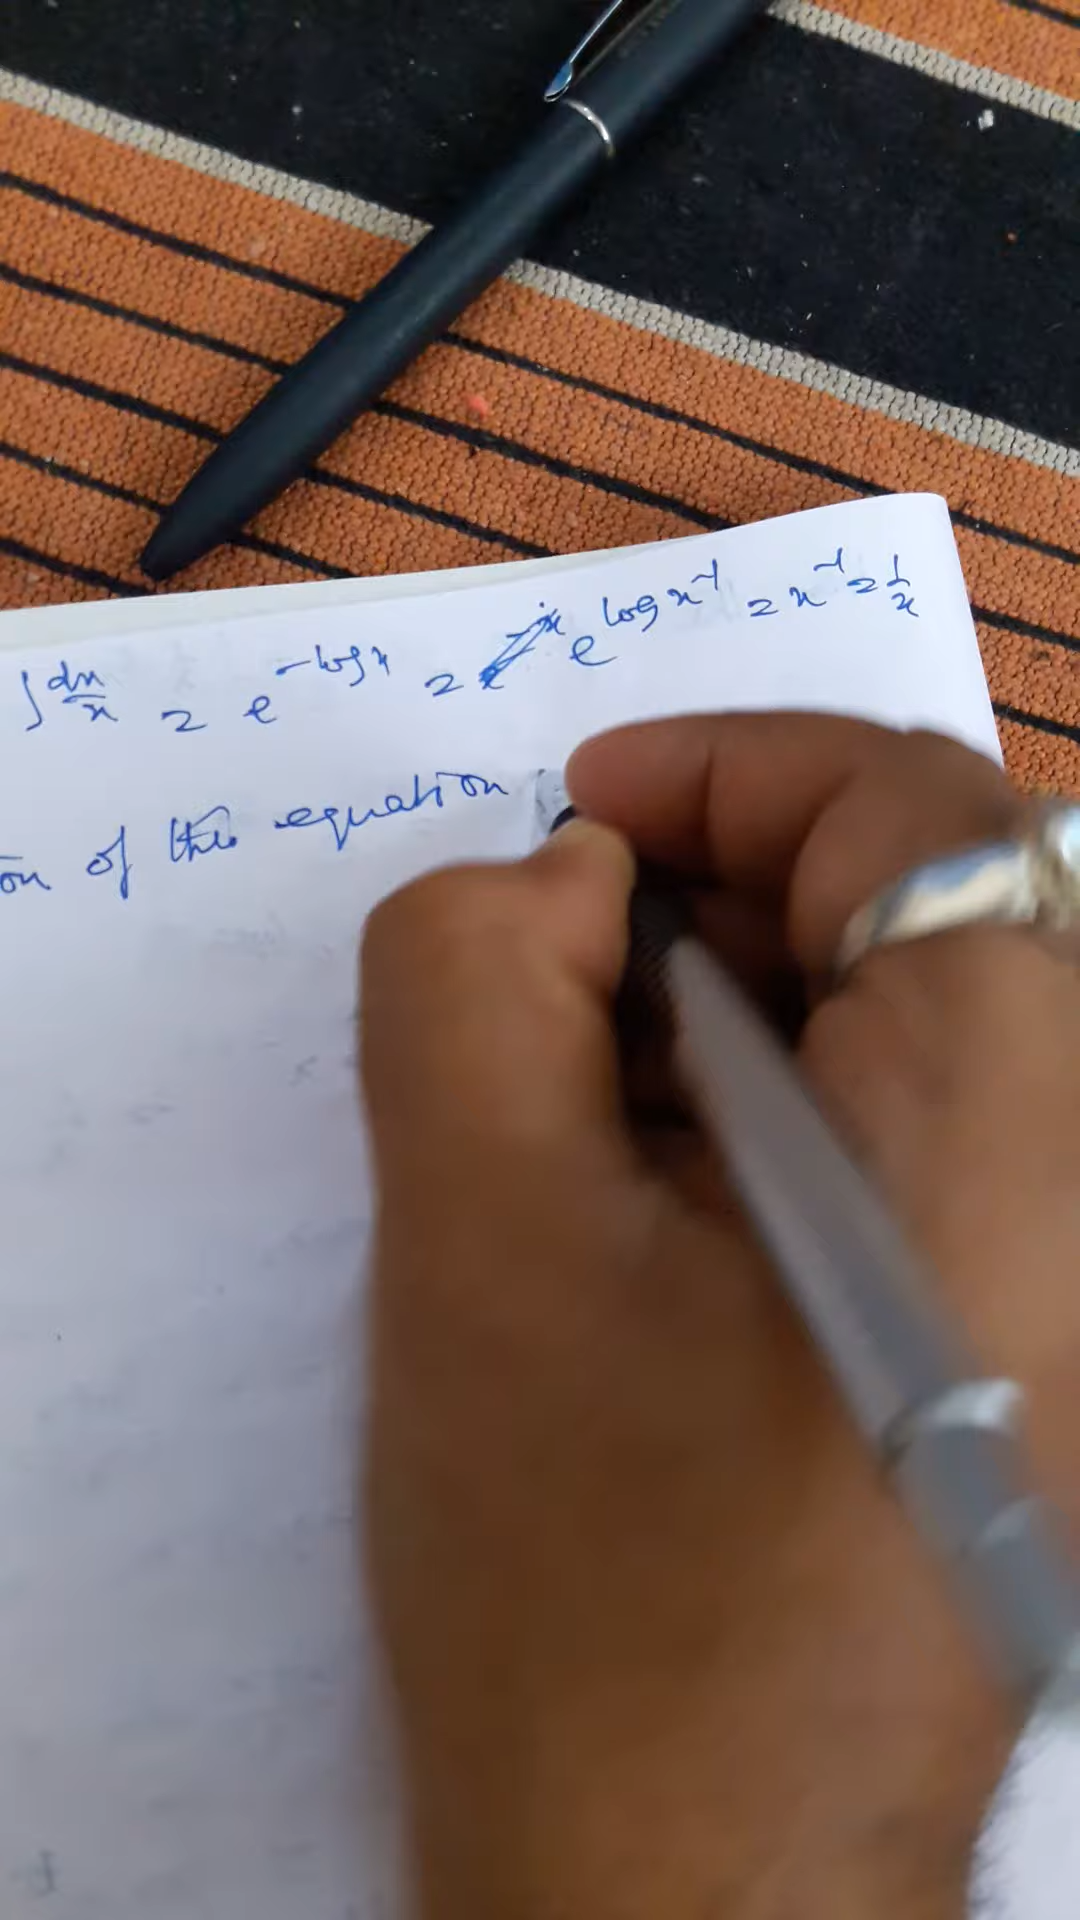 ∫ dx/x = e^{-log x} = e^{log x^{-1}} = x^{-1} = 1/x
on of the equation